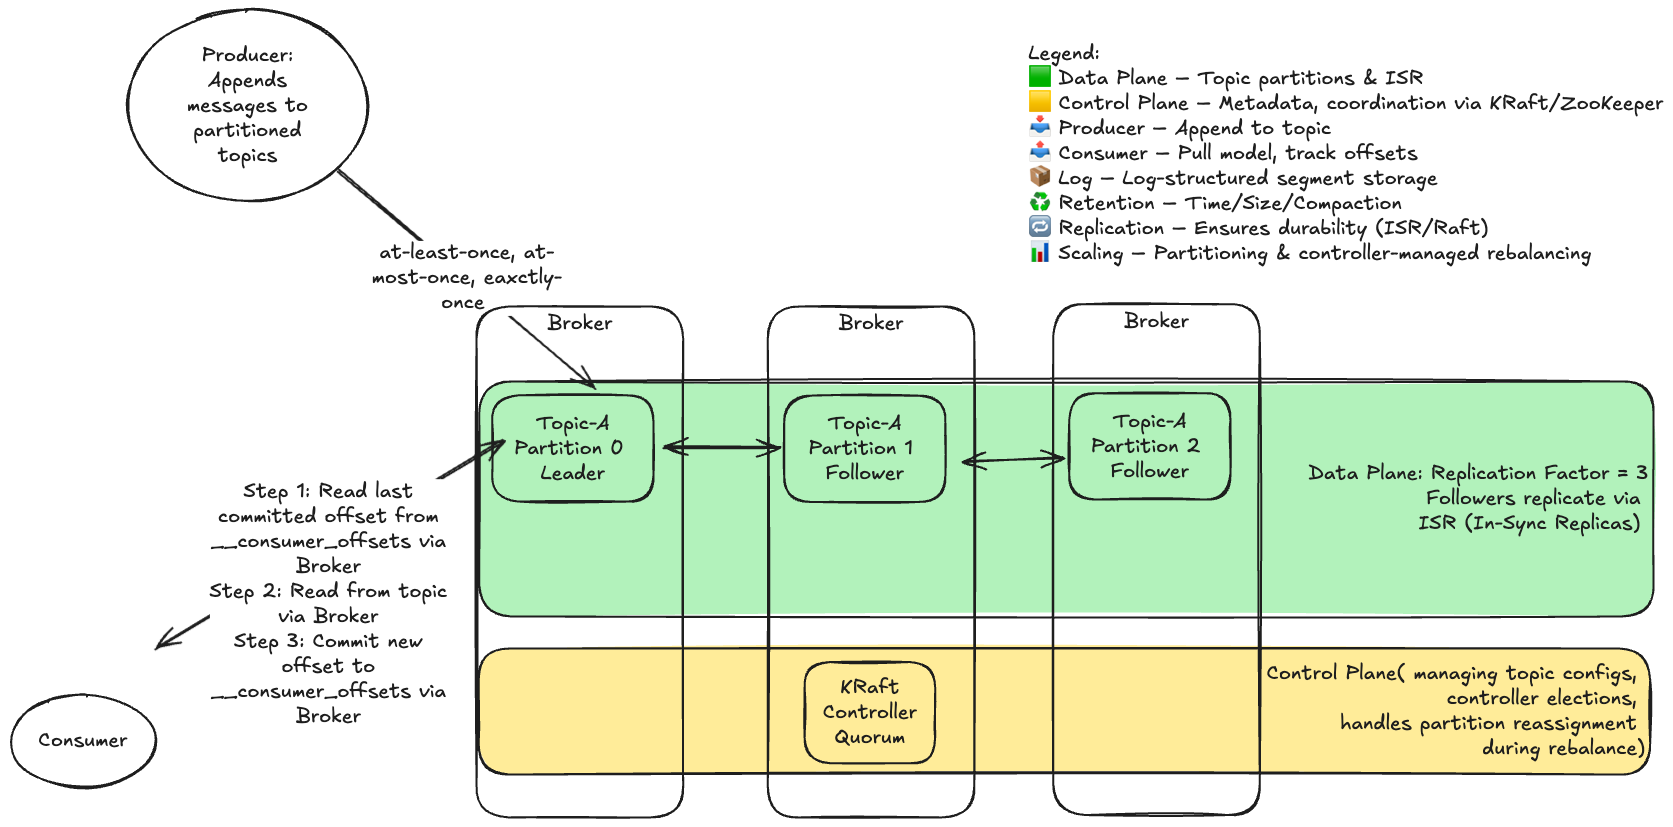 Producer:
Appends
messages to
partitioned
topics
Legend:
🟩 Data Plane — Topic partitions & ISR
🟨 Control Plane — Metadata, coordination via KRaft/ZooKeeper
📥 Producer — Append to topic
📤 Consumer — Pull model, track offsets
📦 Log — Log-structured segment storage
♻️ Retention — Time/Size/Compaction
🔁 Replication — Ensures durability (ISR/Raft)
📊 Scaling — Partitioning & controller-managed rebalancing
at-least-once, at-
most-once, eaxctly-
once
Broker
Broker
Broker
Topic-A
Partition 0
Leader
Topic-A
Partition 1
Follower
Topic-A
Partition 2
Follower
Data Plane: Replication Factor = 3
Followers replicate via
ISR (In-Sync Replicas)
Step 1: Read last
committed offset from
__consumer_offsets via
Broker
Step 2: Read from topic
via Broker
Step 3: Commit new
offset to
__consumer_offsets via
Broker
Consumer
KRaft
Controller
Quorum
Control Plane( managing topic configs,
controller elections,
handles partition reassignment
during rebalance)